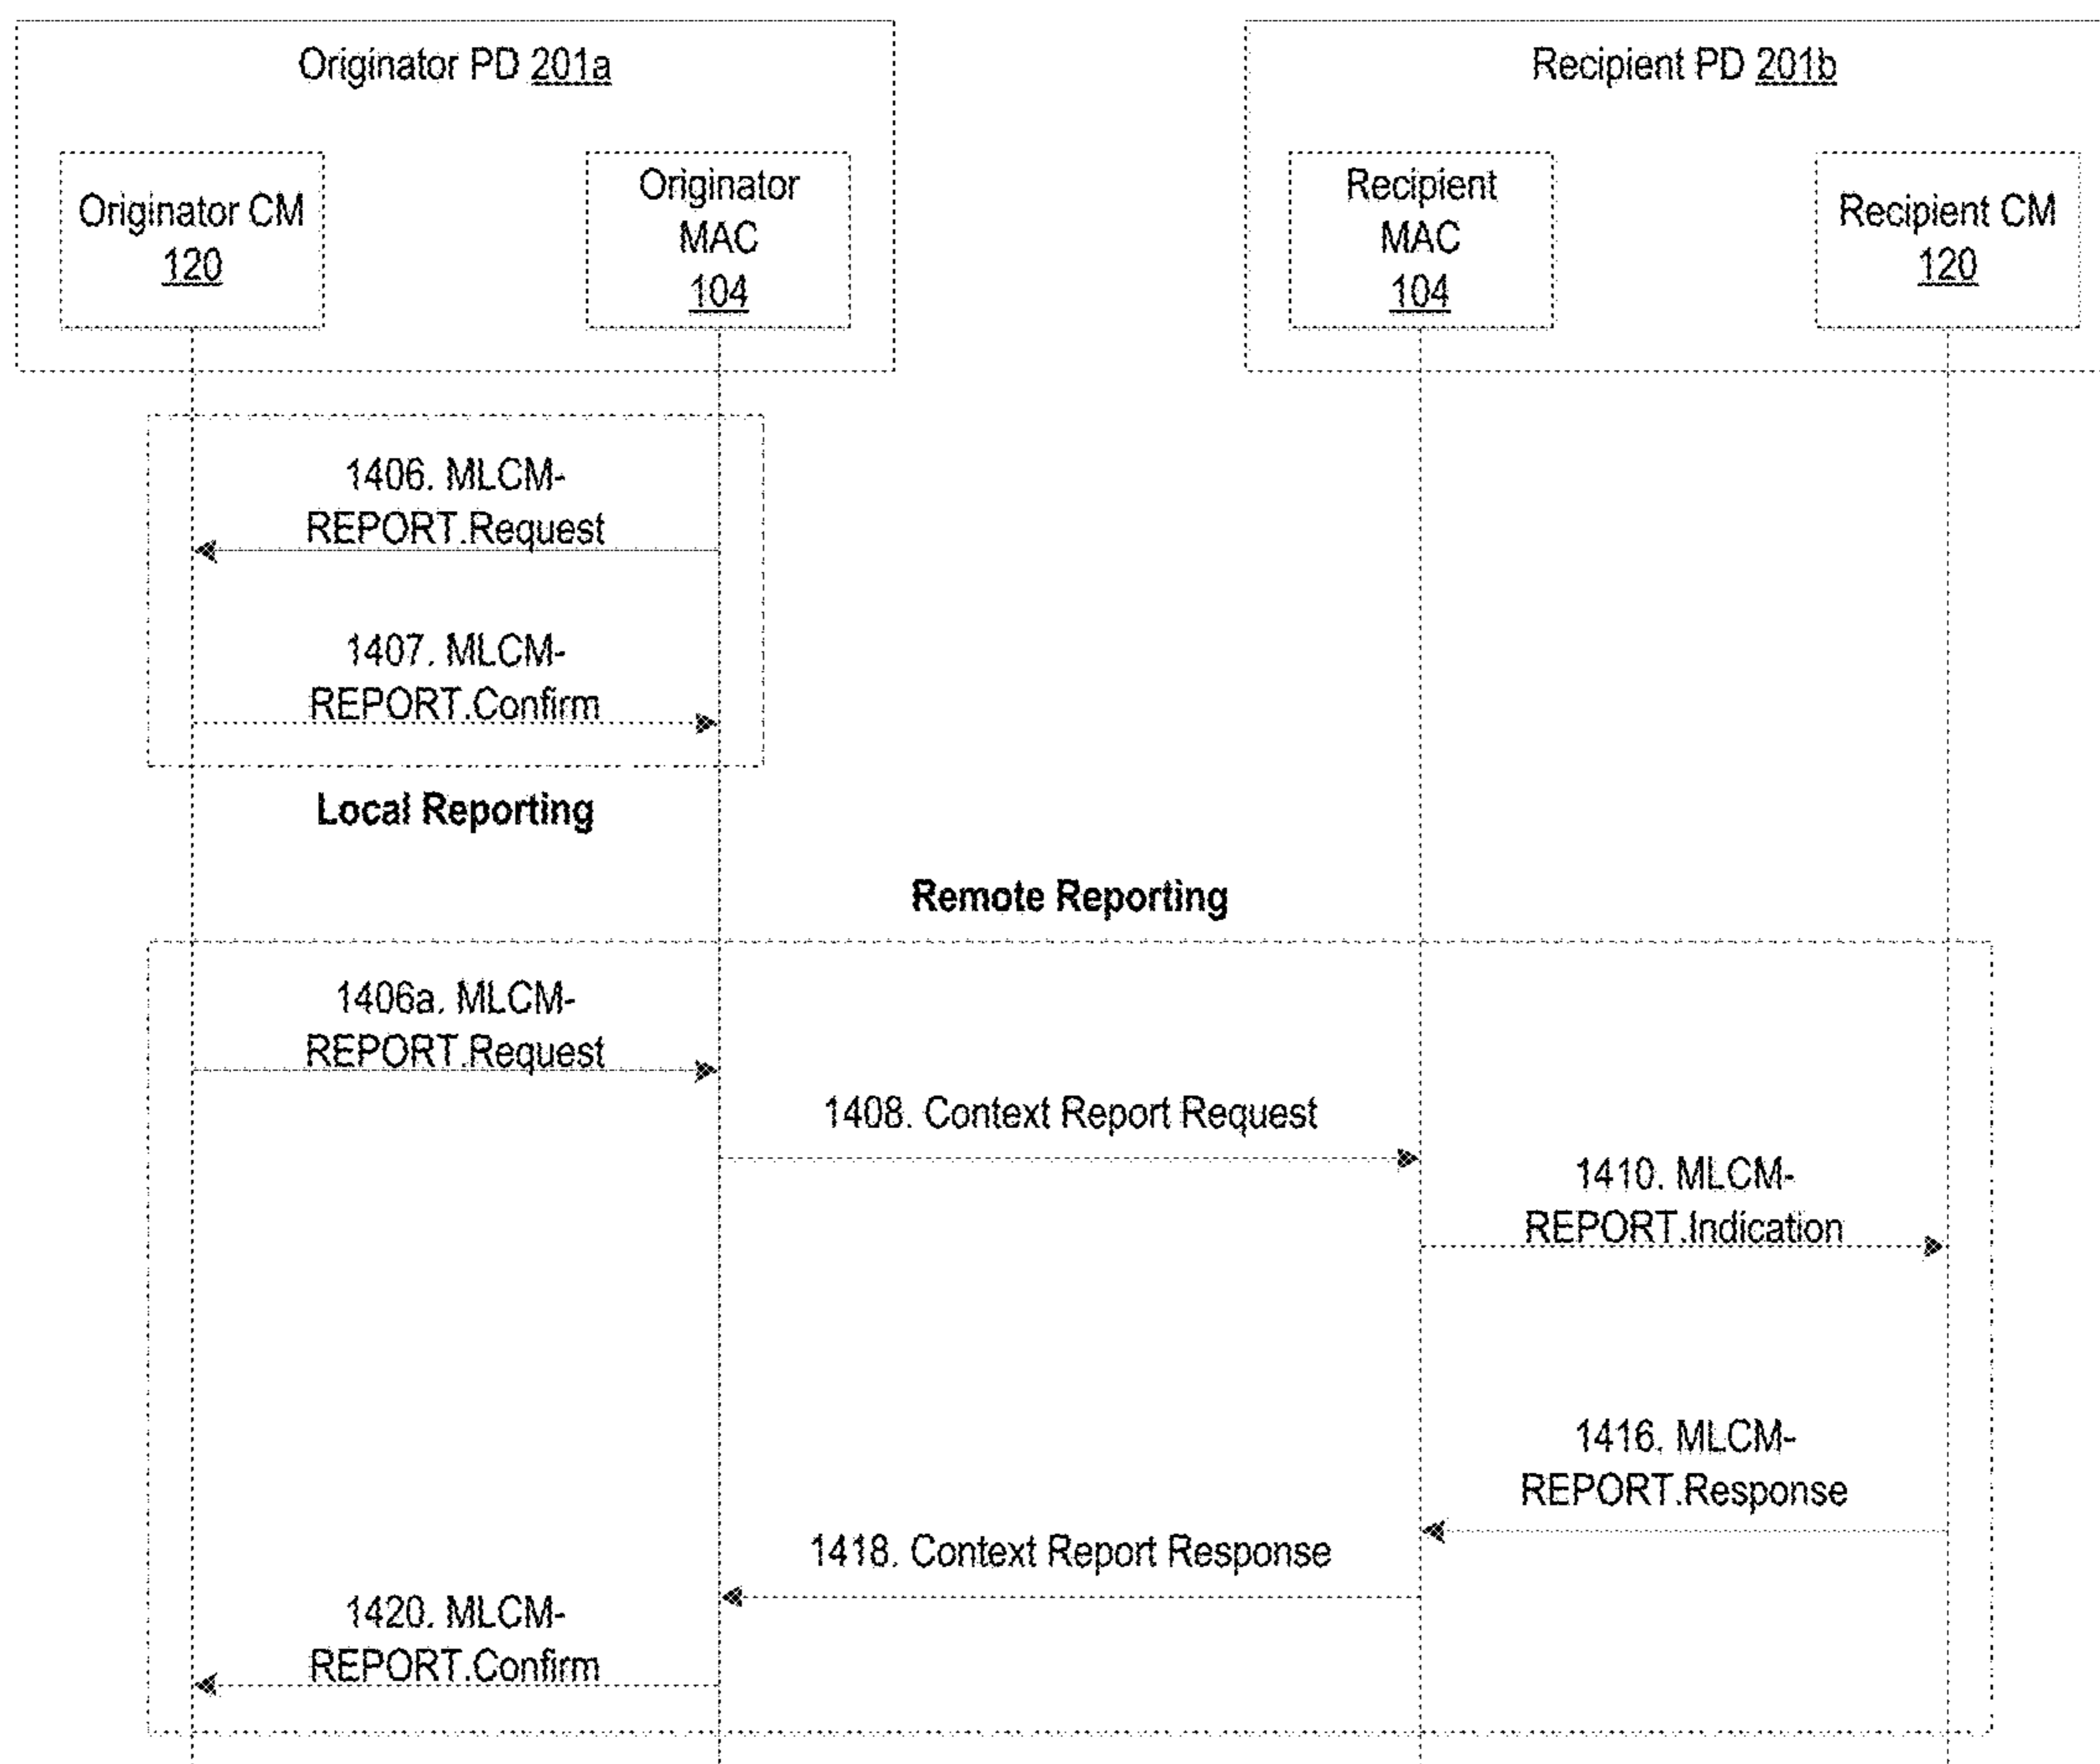 Originator PD 201a
Recipient PD 201b
Originator CM
120
Originator
MAC
104
Recipient
MAC
104
Recipient CM
120
1406. MLCM-
REPORT.Request
1407. MLCM-
REPORT.Confirm
Local Reporting
Remote Reporting
1406a. MLCM-
REPORT.Request
1408. Context Report Request
1410. MLCM-
REPORT.Indication
1416. MLCM-
REPORT.Response
1418. Context Report Response
1420. MLCM-
REPORT.Confirm